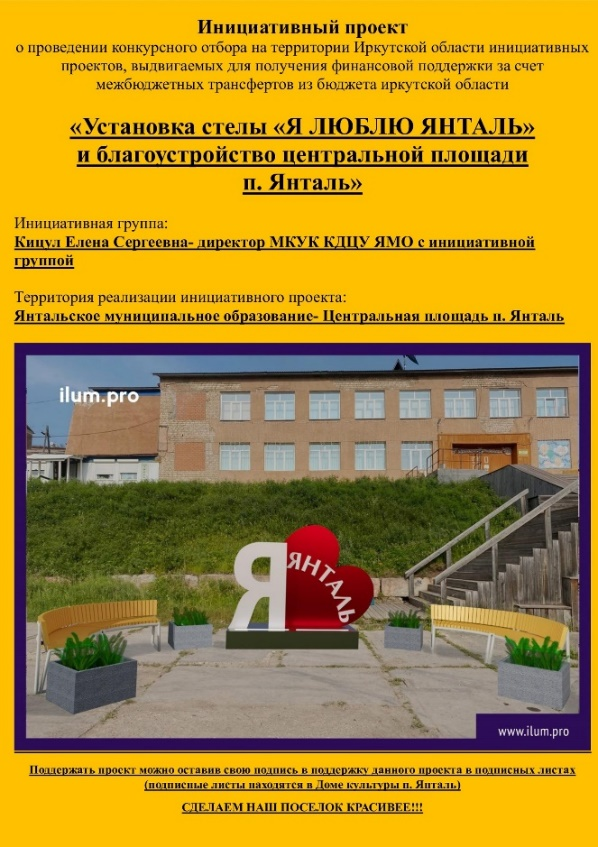 Инициативный проект
о проведении конкурсного отбора на территории Иркутской области инициативных
проектов, выдвигаемых для получения финансовой поддержки за счет
межбюджетных трансфертов из бюджета иркутской области
«Установка стелы «Я ЛЮБЛЮ ЯНТАЛЬ»
и благоустройство центральной площади
п. Янталь»
Инициативная группа:
Кицул Елена Сергеевна- директор МКУК КДЦУ ЯМО с инициативной
группой
Территория реализации инициативного проекта:
Янтальское муниципальное образование- Центральная площадь п. Янталь
ilum.pro
Я
ЯНТАЛЬ
www.ilum.pro
Поддержать проект можно оставив свою подпись в поддержку данного проекта в подписных листах
(подписные листы находятся в Доме культуры п. Янталь)
СДЕЛАЕМ НАШ ПОСЕЛОК КРАСИВЕЕ!!!